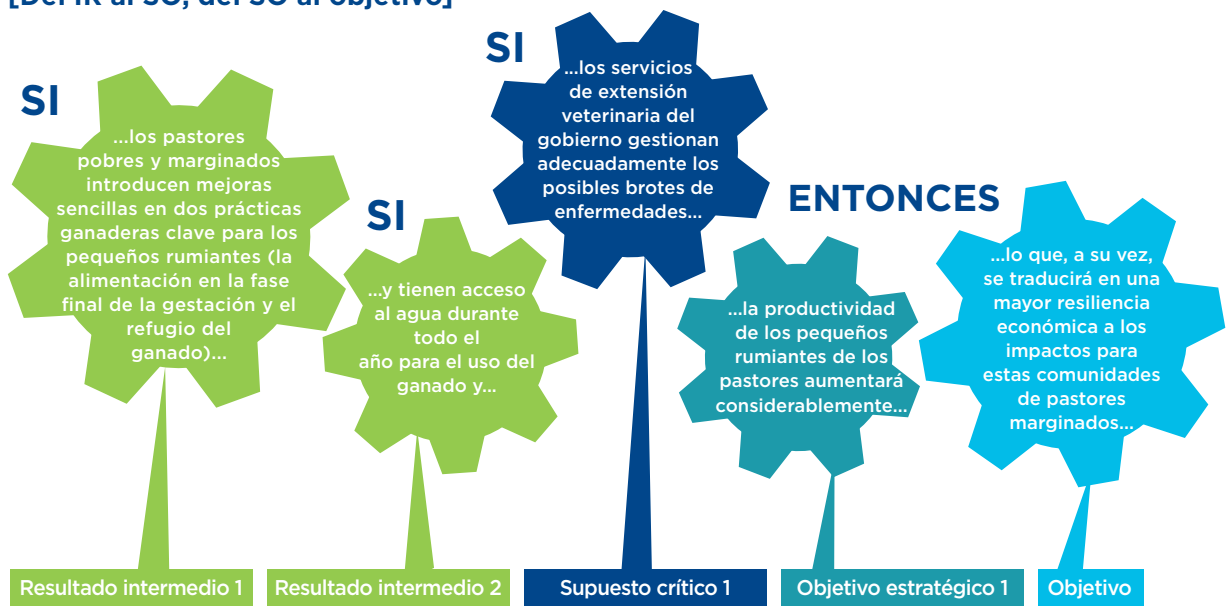 [Del IR al SO, del SO al objetivo]
SI
...los pastores
pobres y marginados
introducen mejoras
sencillas en dos prácticas
ganaderas clave para los
pequeños rumiantes (la
alimentación en la fase
final de la gestación y el
refugio del
ganado)...
SI
...y tienen acceso
al agua durante
todo el
año para el uso del
ganado y...
SI
...los servicios
de extensión
veterinaria del
gobierno gestionan
adecuadamente los
posibles brotes de
enfermedades...
ENTONCES
...la productividad
de los pequeños
rumiantes de los
pastores aumentará
considerablemente...
...lo que, a su vez,
se traducirá en una
mayor resiliencia
económica a los
impactos para
estas comunidades
de pastores
marginados...
Resultado intermedio 1
Resultado intermedio 2
Supuesto crítico 1
Objetivo estratégico 1
Objetivo